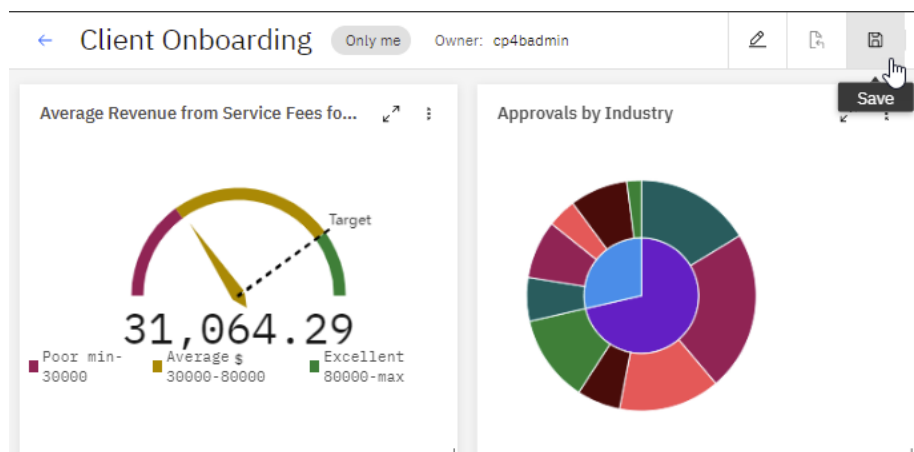 Client Onboarding Only me Owner: cp4badmin
Save
Average Revenue from Service Fees fo...
Approvals by Industry
Target
31,064.29
Poor min-
30000
Average $
30000-80000
Excellent
80000-max